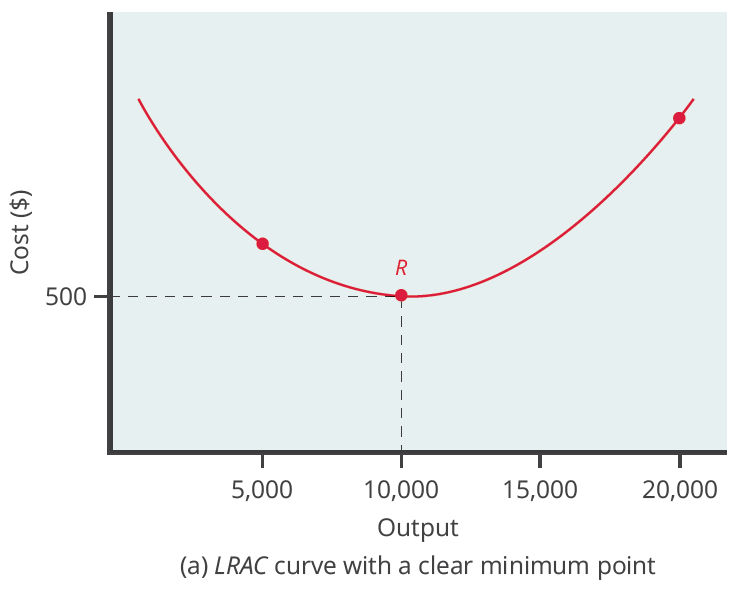 Cost ($)
R
500
5,000 10,000 15,000 20,000
Output
(a) LRAC curve with a clear minimum point